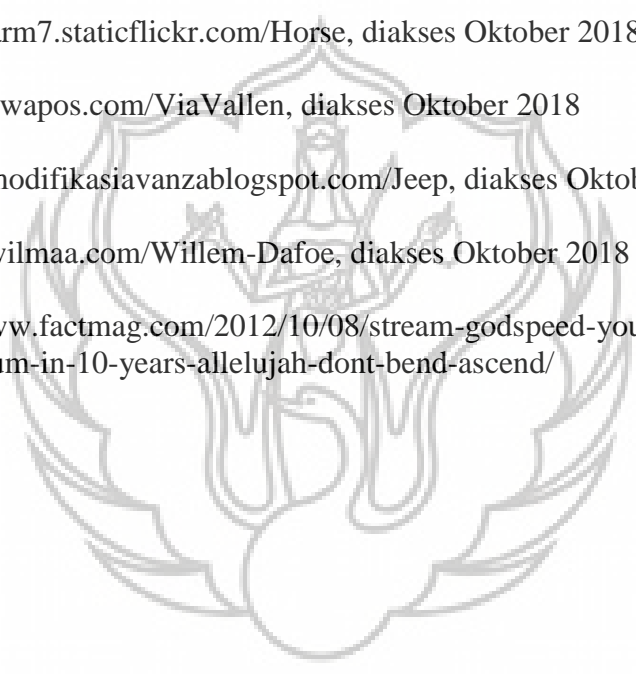 arm7.staticflickr.com/Horse, diakses Oktober 2018
wapos.com/ViaVallen, diakses Oktober 2018
modifikasiavanzablogspot.com/Jeep, diakses Oktob
wilmaa.com/Willem-Dafoe, diakses Oktober 2018
ww.factmag.com/2012/10/08/stream-godspeed-you
um-in-10-years-allelujah-dont-bend-ascend/